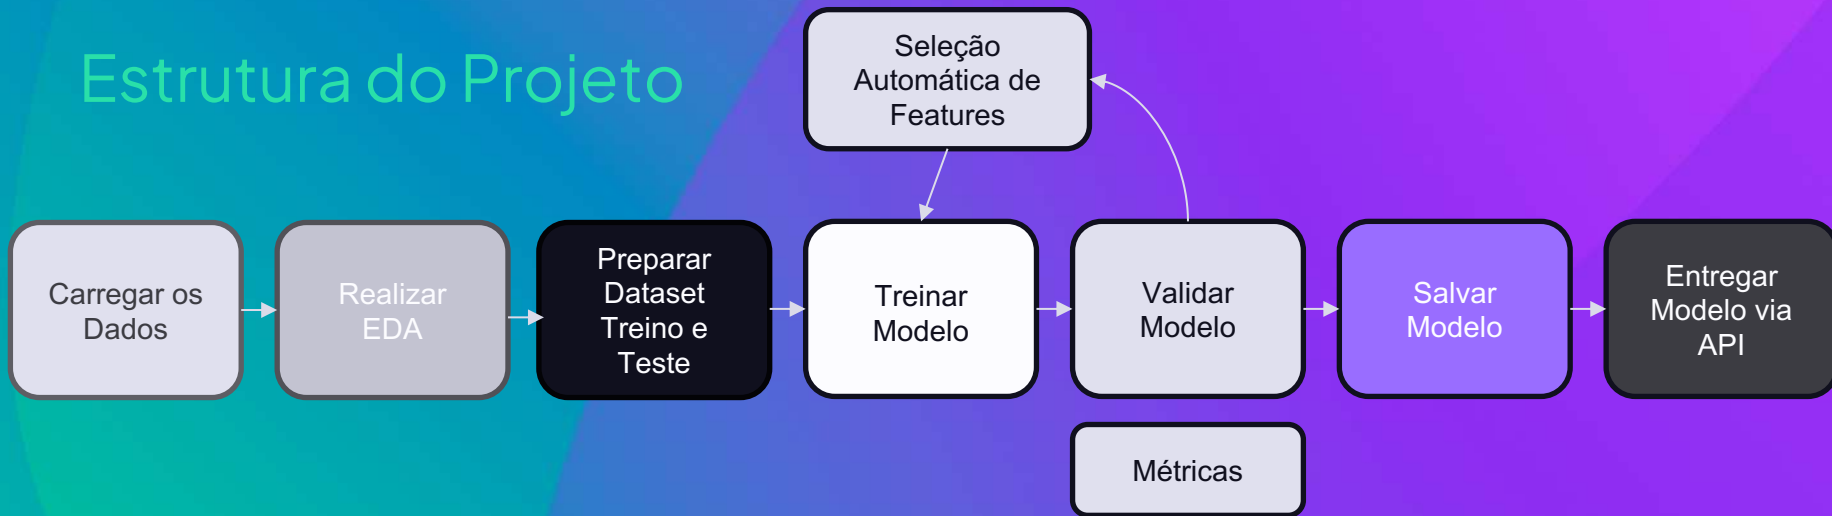 Estrutura do Projeto
Seleção
Automática de
Features
Carregar os
Dados
Realizar
EDA
Preparar
Dataset
Treino e
Teste
Treinar
Modelo
Validar
Modelo
Salvar
Modelo
Entregar
Modelo via
API
Métricas